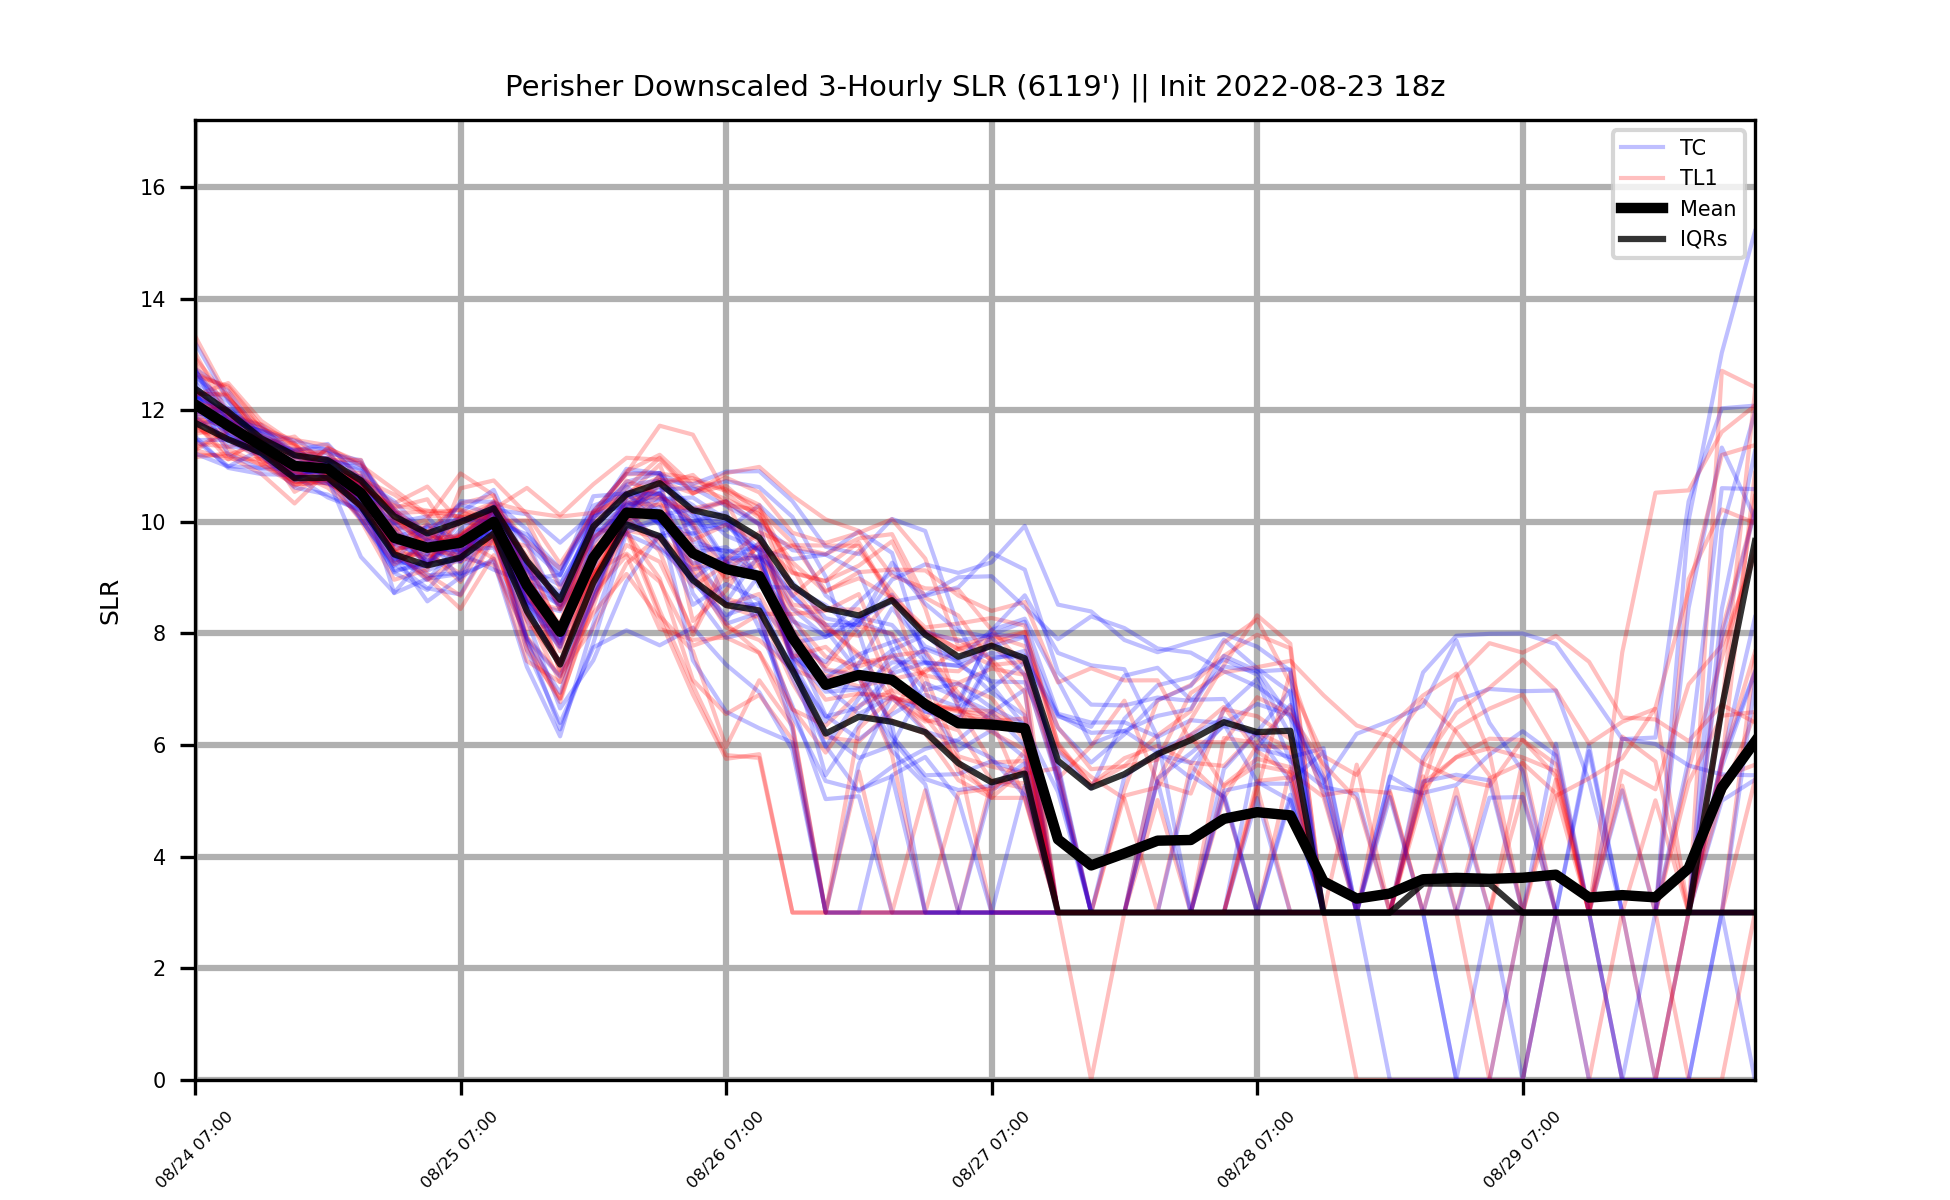 Perisher Downscaled 3-Hourly SLR (6119') || Init 2022-08-23 18z
TC
TL1
Mean
IQRs
SLR
16
14
12
10
8
6
4
2
0
08/24 07:00
08/25 07:00
08/26 07:00
08/27 07:00
08/28 07:00
08/29 07:00